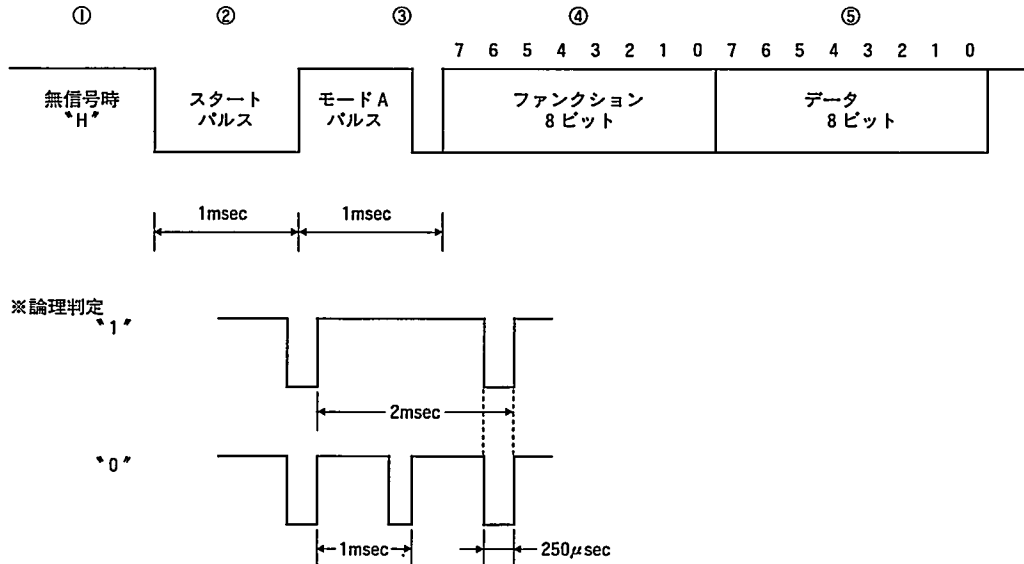 ① ② ③ ④ ⑤
7 6 5 4 3 2 1 0 7 6 5 4 3 2 1 0
無信号時
〝H〞
スタート
パルス
モードA
パルス
ファンクション
8ビット
データ
8ビット
1msec
1msec
※論理判定
〝1〞
2msec
〝0〞
1msec
250μsec